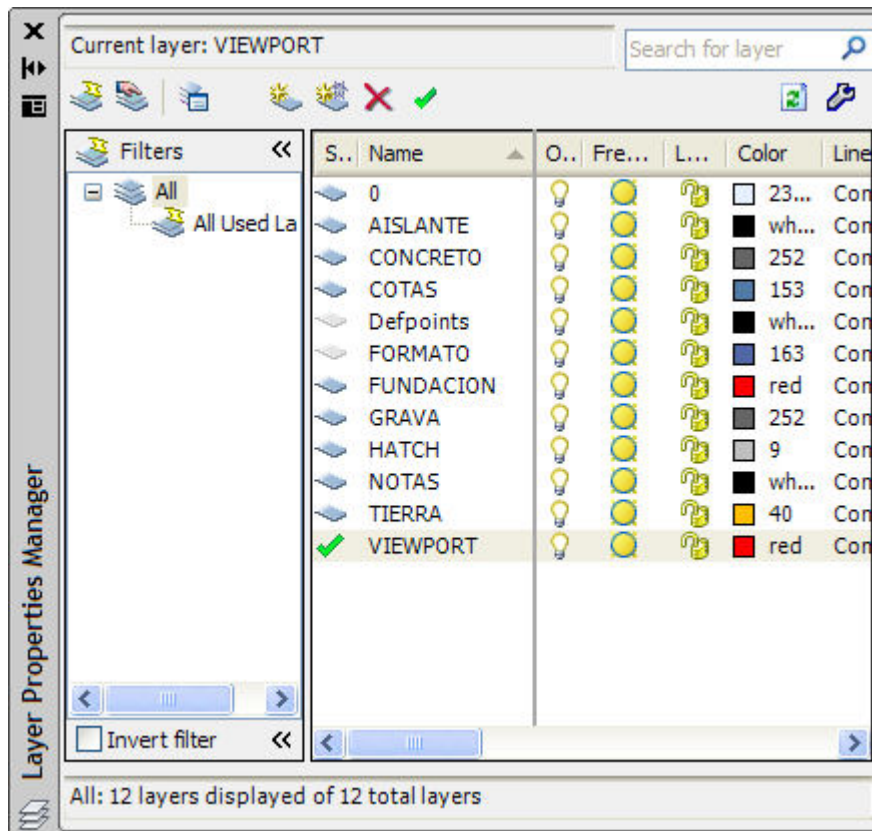 Current layer: VIEWPORT
Search for layer
Filters
S.. Name O.. Fre... L... Color Line
All
All Used La
0 23... Con
AISLANTE wh... Con
CONCRETO 252 Con
COTAS 153 Con
Defpoints wh... Con
FORMATO 163 Con
FUNDACION red Con
GRAVA 252 Con
HATCH 9 Con
NOTAS wh... Con
TIERRA 40 Con
VIEWPORT red Con
Invert filter
All: 12 layers displayed of 12 total layers
Layer Properties Manager